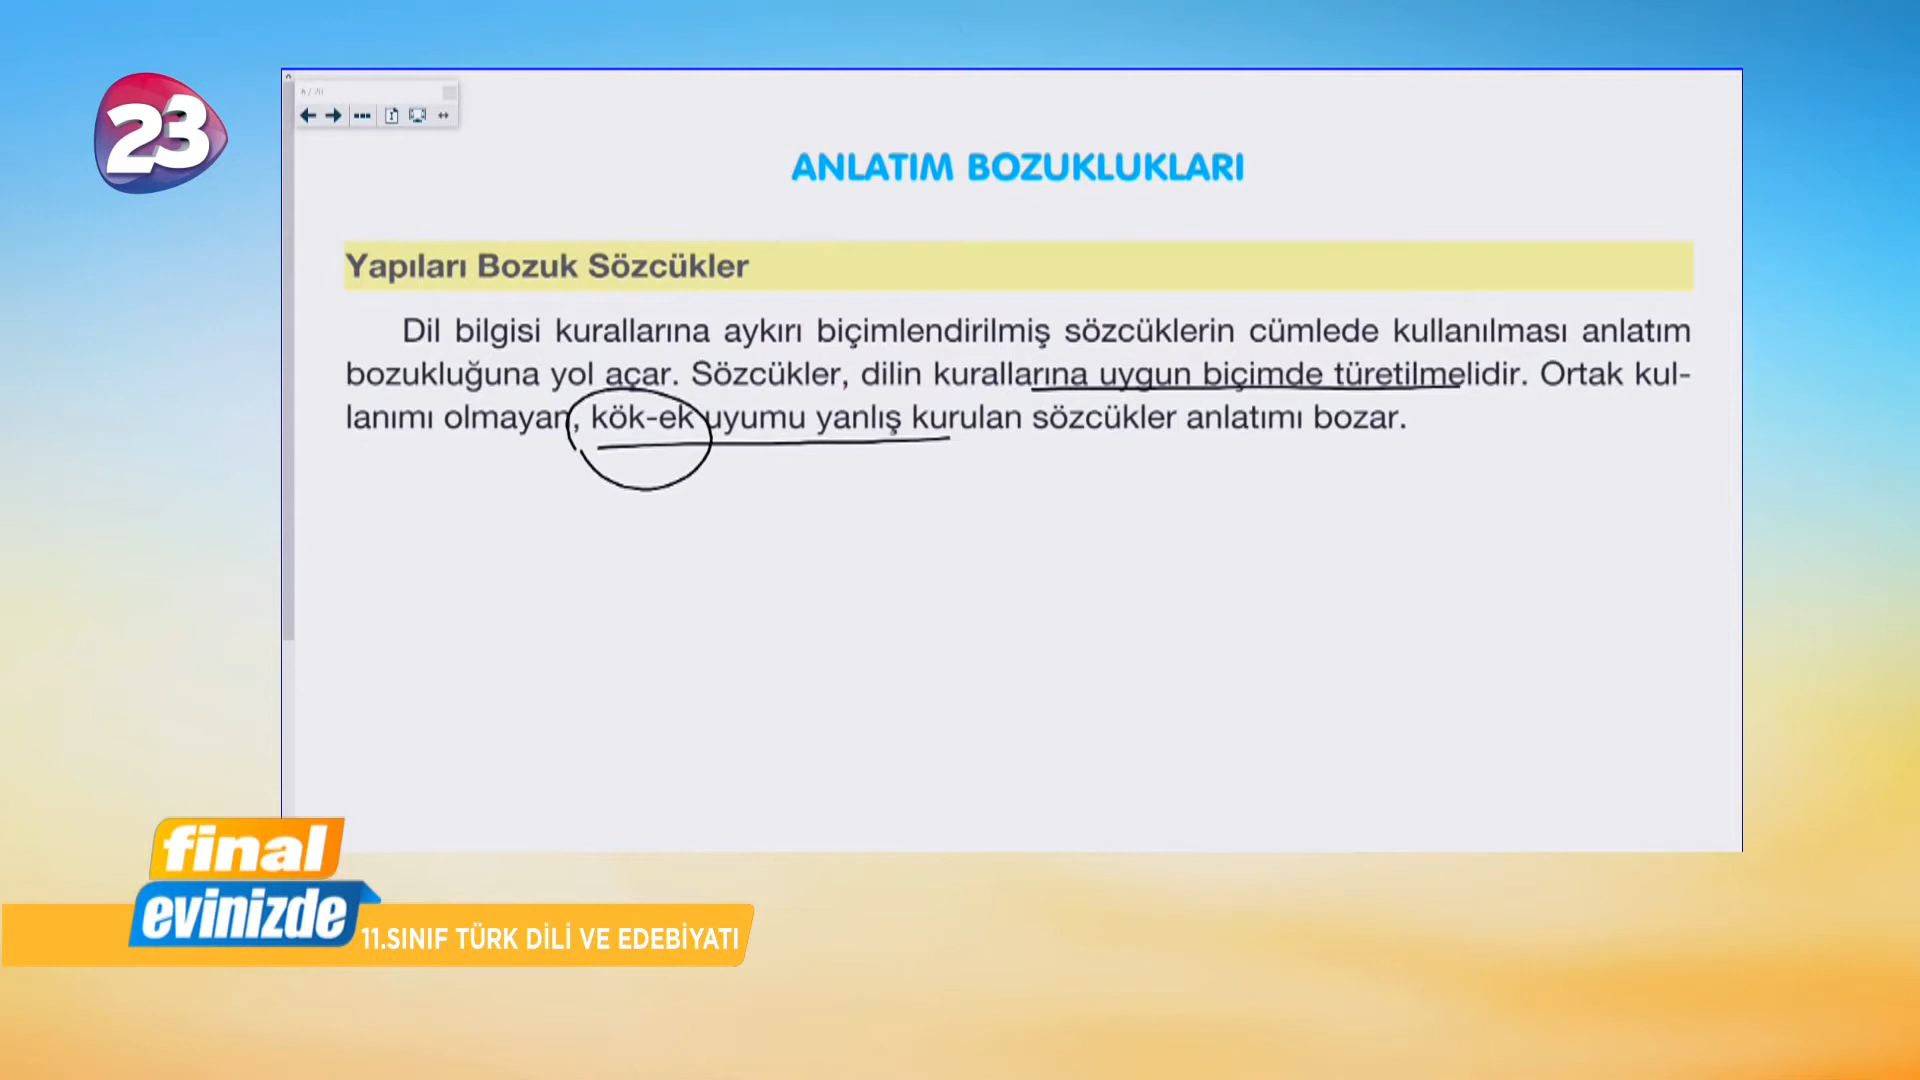 23
ANLATIM BOZUKLUKLARI
Yapıları Bozuk Sözcükler
Dil bilgisi kurallarına aykırı biçimlendirilmiş sözcüklerin cümlede kullanılması anlatım
bozukluğuna yol açar. Sözcükler, dilin kurallarına uygun biçimde türetilmelidir. Ortak kul-
lanımı olmayan, kök-ek uyumu yanlış kurulan sözcükler anlatımı bozar.
final
evinizde
11.SINIF TÜRK DİLİ VE EDEBİYATI